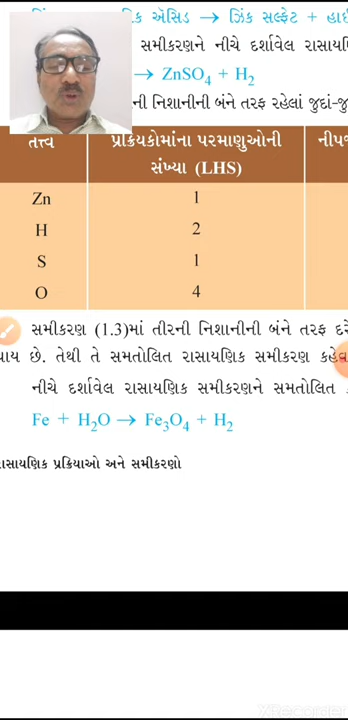 ઍસિડ → ઝિંક સલ્ફેટ +
સમીકરણને નીચે દર્શાવેલ
→ ZnSO₄ + H₂
નિશાનીની બંને તરફ રહેલાં
તત્ત્વ પ્રક્રિયકોમાંના પરમાણુઓની
સંખ્યા (LHS)
Zn 1
H 2
S 1
O 4
સમીકરણ (1.3)માં તીરની નિશાનીની બંને તરફ
છે. તેથી તે સમતોલિત રાસાયણિક સમીકરણ
નીચે દર્શાવેલ રાસાયણિક સમીકરણને સમતોલિત
Fe + H₂O → Fe₃O₄ + H₂
પ્રક્રિયાઓ અને સમીકરણો
XRecorder